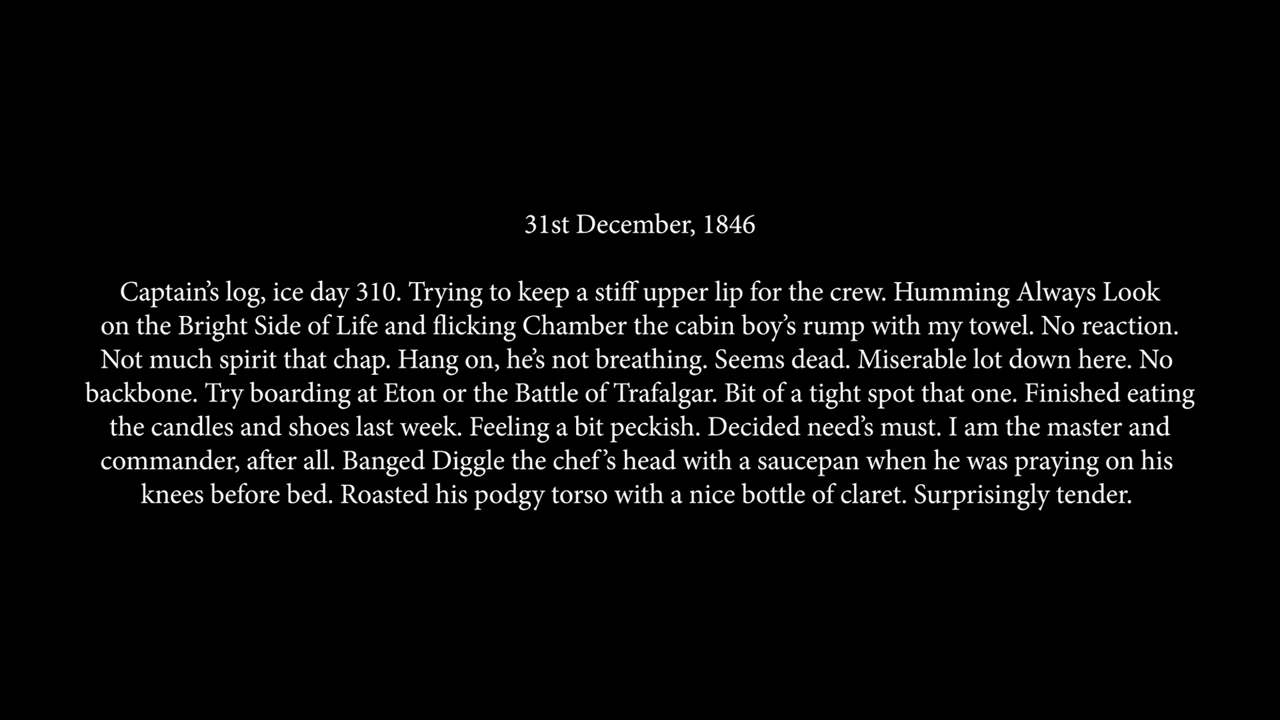 31st December, 1846
Captain's log, ice day 310. Trying to keep a stiff upper lip for the crew. Humming Always Look
on the Bright Side of Life and flicking Chamber the cabin boy's rump with my towel. No reaction.
Not much spirit that chap. Hang on, he's not breathing. Seems dead. Miserable lot down here. No
backbone. Try boarding at Eton or the Battle of Trafalgar. Bit of a tight spot that one. Finished eating
the candles and shoes last week. Feeling a bit peckish. Decided need's must. I am the master and
commander, after all. Banged Diggle the chef's head with a saucepan when he was praying on his
knees before bed. Roasted his podgy torso with a nice bottle of claret. Surprisingly tender.